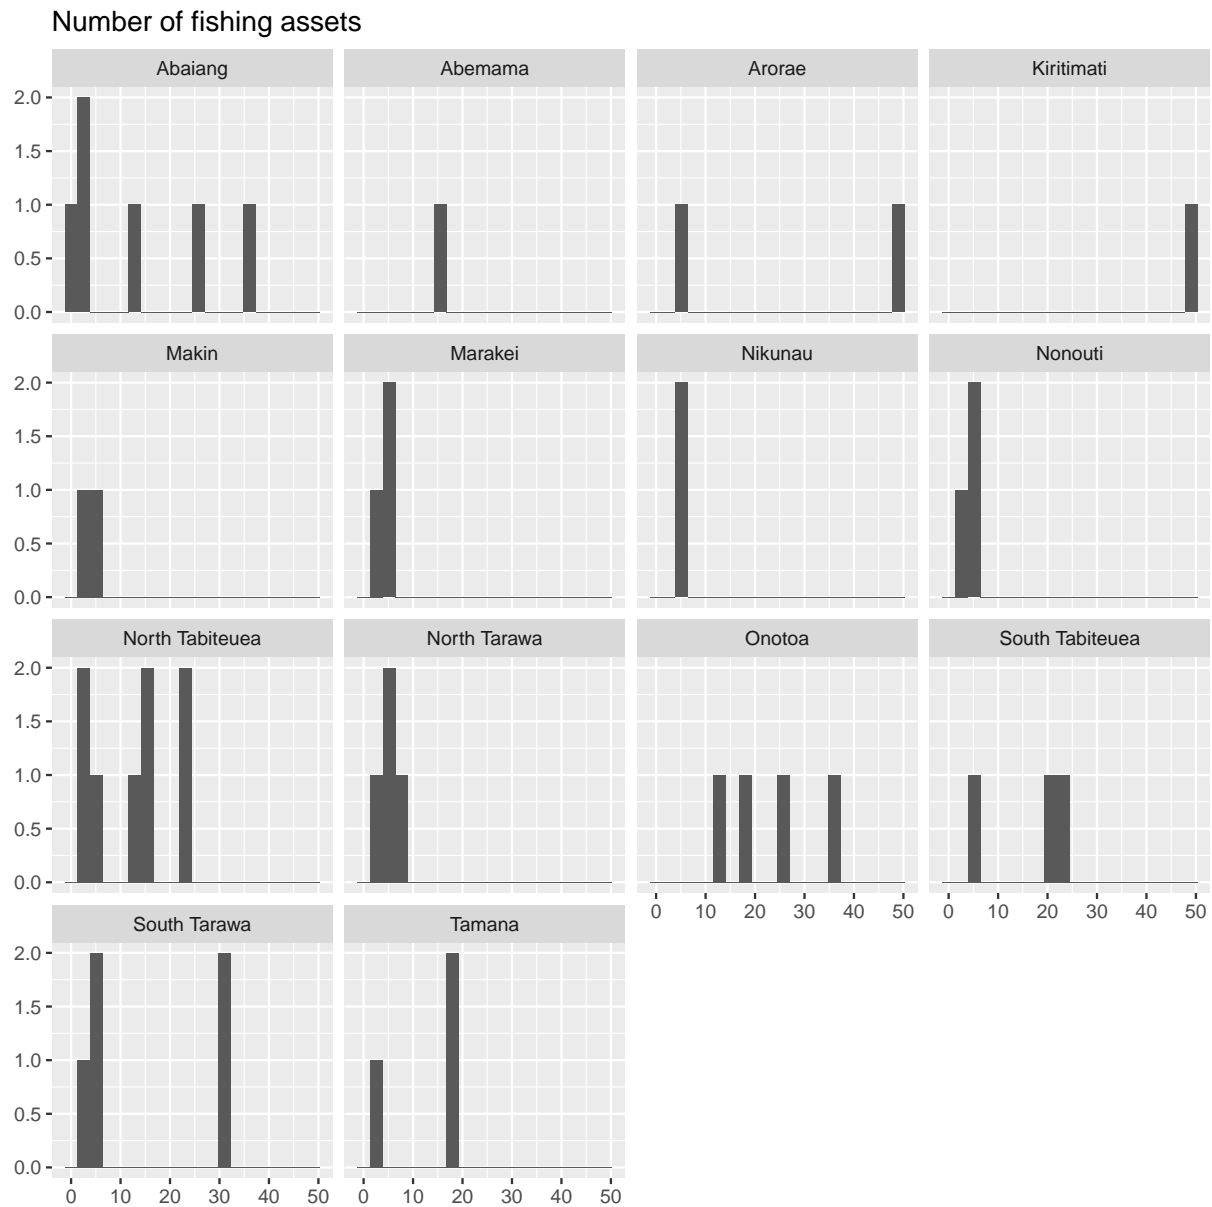 Number of fishing assets
Abaiang Abemama Arorae Kiritimati
2.0
1.5
1.0
0.5
0.0
Makin Marakei Nikunau Nonouti
2.0
1.5
1.0
0.5
0.0
North Tabiteuea North Tarawa Onotoa South Tabiteuea
2.0
1.5
1.0
0.5
0.0
0 10 20 30 40 50 0 10 20 30 40 50
South Tarawa Tamana
2.0
1.5
1.0
0.5
0.0
0 10 20 30 40 50 0 10 20 30 40 50